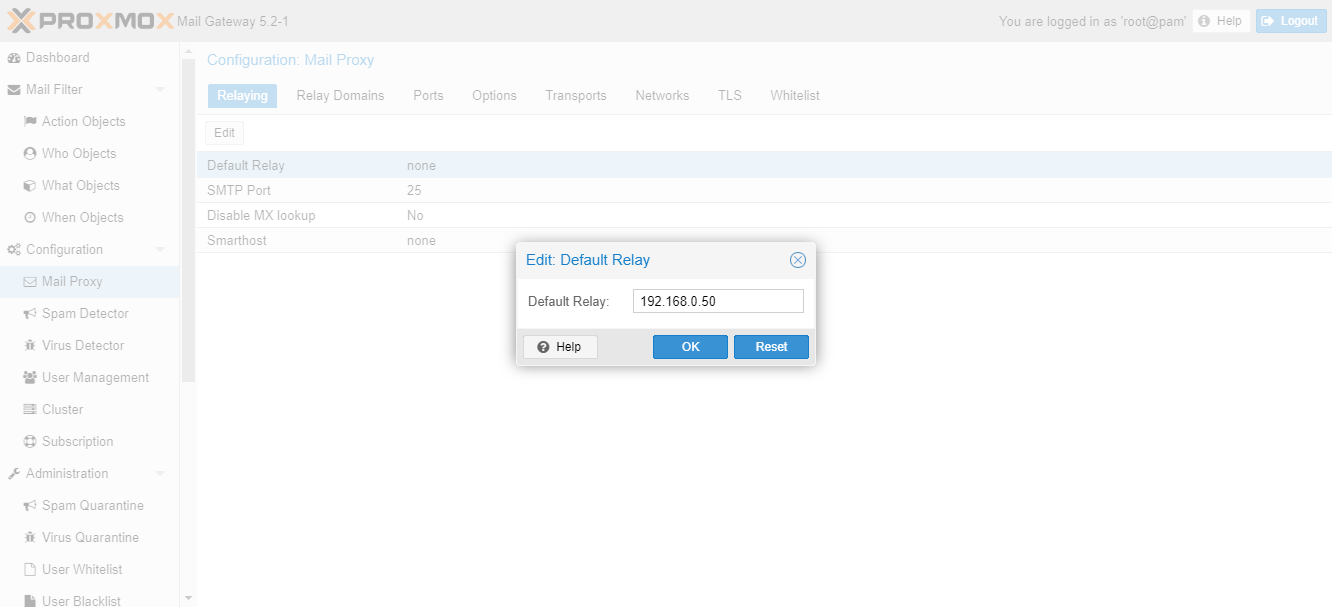 PROXMOX Mail Gateway 5.2-1
You are logged in as 'root@pam'
Help
Logout
Dashboard
Mail Filter
Action Objects
Who Objects
What Objects
When Objects
Configuration
Mail Proxy
Spam Detector
Virus Detector
User Management
Cluster
Subscription
Administration
Spam Quarantine
Virus Quarantine
User Whitelist
User Blacklist
Configuration: Mail Proxy
Relaying Relay Domains Ports Options Transports Networks TLS Whitelist
Edit
Default Relay none
SMTP Port 25
Disable MX lookup No
Smarthost none
Edit: Default Relay
Default Relay: 192.168.0.50
Help OK Reset